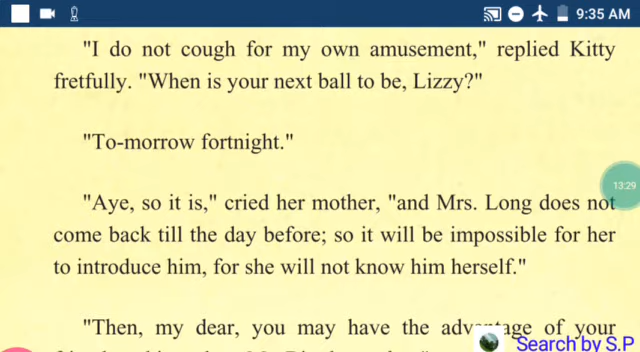 9:35 AM
"I do not cough for my own amusement," replied Kitty
fretfully. "When is your next ball to be, Lizzy?"
"To-morrow fortnight."
"Aye, so it is," cried her mother, "and Mrs. Long does not
13:29
come back till the day before; so it will be impossible for her
to introduce him, for she will not know him herself."
"Then, my dear, you may have the advantage of your
Search by S.P